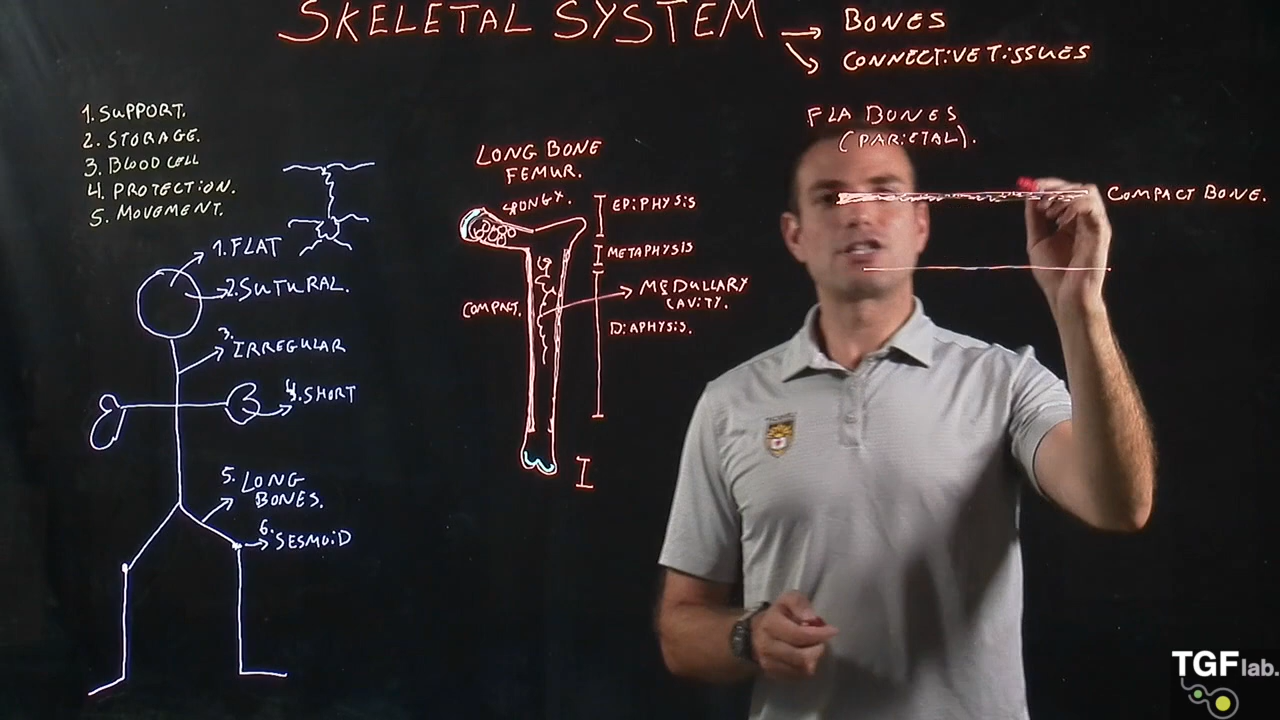 SKELETAL SYSTEM
BONES
CONNECTIVE TISSUES
1. SUPPORT.
2. STORAGE.
3. BLOOD CELL
4. PROTECTION.
5. MOVEMENT.
1. FLAT
2. SUTURAL.
3. IRREGULAR
4. SHORT
5. LONG
BONES.
6. SESMOID
LONG BONE
FEMUR.
SPONGY.
COMPACT.
EPIPHYSIS
METAPHYSIS
MEDULLARY
CAVITY.
DIAPHYSIS.
FLA BONES
(PARIETAL).
COMPACT BONE.
TGF lab.